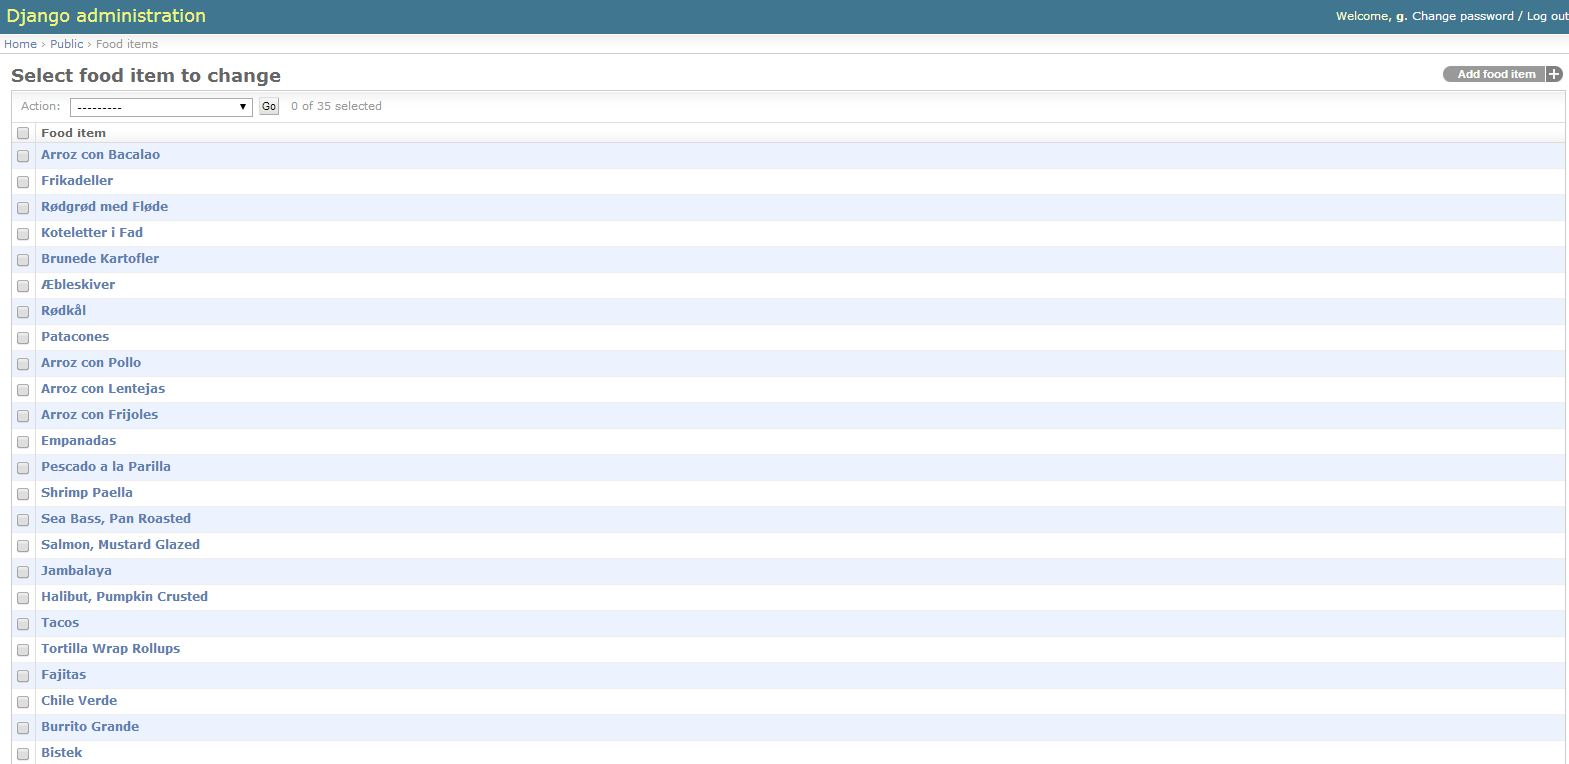 Django administration
Welcome, g. Change password / Log out
Home › Public › Food items
Select food item to change
Add food item +
Action: --------- Go 0 of 35 selected
Food item
Arroz con Bacalao
Frikadeller
Rødgrød med Fløde
Koteletter i Fad
Brunede Kartofler
Æbleskiver
Rødkål
Patacones
Arroz con Pollo
Arroz con Lentejas
Arroz con Frijoles
Empanadas
Pescado a la Parilla
Shrimp Paella
Sea Bass, Pan Roasted
Salmon, Mustard Glazed
Jambalaya
Halibut, Pumpkin Crusted
Tacos
Tortilla Wrap Rollups
Fajitas
Chile Verde
Burrito Grande
Bistek